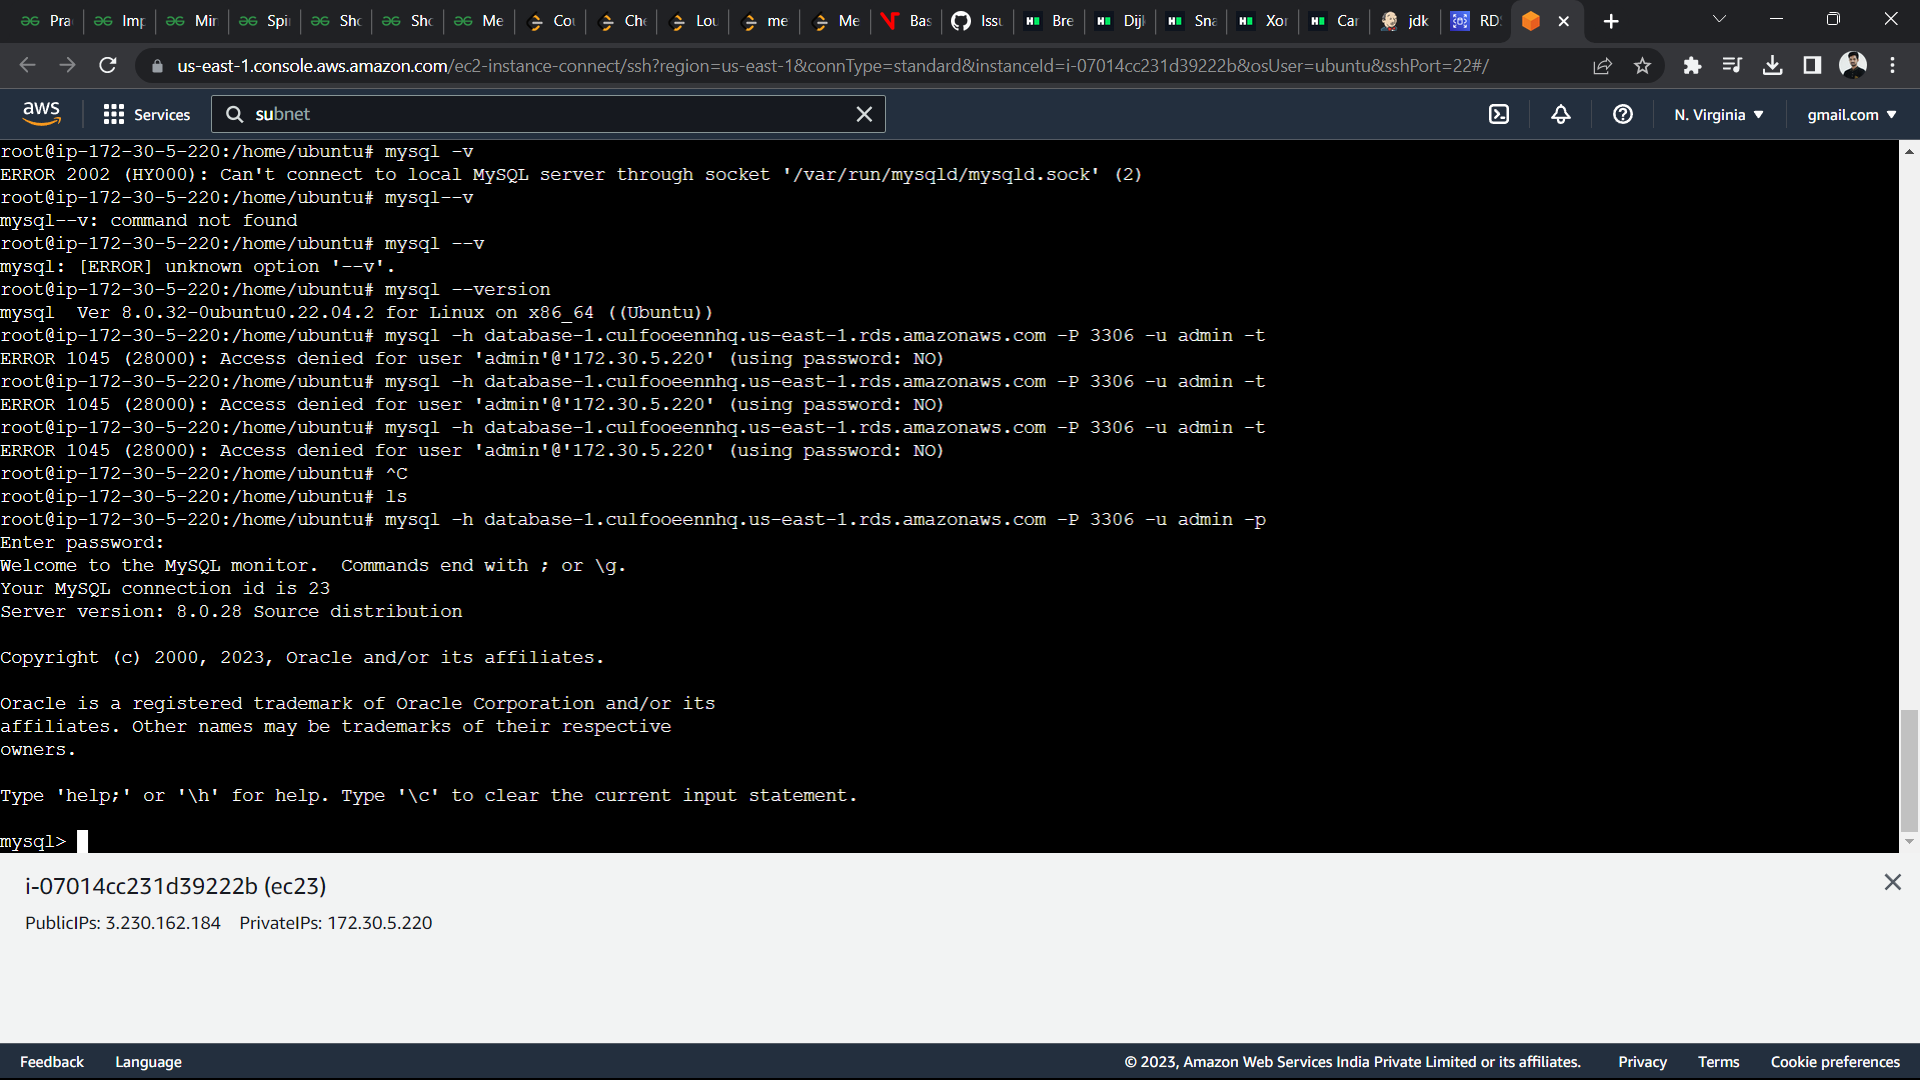 Pra
Imp
Mir
Spir
Sho
Sho
Me
Cou
Che
Lou
me
Me
Bas
Issu
Bre
Dijk
Sna
Xor
Car
jdk
RDS
us-east-1.console.aws.amazon.com/ec2-instance-connect/ssh?region=us-east-1&connType=standard&instanceId=i-07014cc231d39222b&osUser=ubuntu&sshPort=22#/
aws Services subnet N. Virginia gmail.com
root@ip-172-30-5-220:/home/ubuntu# mysql -v
ERROR 2002 (HY000): Can't connect to local MySQL server through socket '/var/run/mysqld/mysqld.sock' (2)
root@ip-172-30-5-220:/home/ubuntu# mysql--v
mysql--v: command not found
root@ip-172-30-5-220:/home/ubuntu# mysql --v
mysql: [ERROR] unknown option '--v'.
root@ip-172-30-5-220:/home/ubuntu# mysql --version
mysql  Ver 8.0.32-0ubuntu0.22.04.2 for Linux on x86_64 ((Ubuntu))
root@ip-172-30-5-220:/home/ubuntu# mysql -h database-1.culfooeennhq.us-east-1.rds.amazonaws.com -P 3306 -u admin -t
ERROR 1045 (28000): Access denied for user 'admin'@'172.30.5.220' (using password: NO)
root@ip-172-30-5-220:/home/ubuntu# mysql -h database-1.culfooeennhq.us-east-1.rds.amazonaws.com -P 3306 -u admin -t
ERROR 1045 (28000): Access denied for user 'admin'@'172.30.5.220' (using password: NO)
root@ip-172-30-5-220:/home/ubuntu# mysql -h database-1.culfooeennhq.us-east-1.rds.amazonaws.com -P 3306 -u admin -t
ERROR 1045 (28000): Access denied for user 'admin'@'172.30.5.220' (using password: NO)
root@ip-172-30-5-220:/home/ubuntu# ^C
root@ip-172-30-5-220:/home/ubuntu# ls
root@ip-172-30-5-220:/home/ubuntu# mysql -h database-1.culfooeennhq.us-east-1.rds.amazonaws.com -P 3306 -u admin -p
Enter password:
Welcome to the MySQL monitor.  Commands end with ; or \g.
Your MySQL connection id is 23
Server version: 8.0.28 Source distribution
Copyright (c) 2000, 2023, Oracle and/or its affiliates.
Oracle is a registered trademark of Oracle Corporation and/or its
affiliates. Other names may be trademarks of their respective
owners.
Type 'help;' or '\h' for help. Type '\c' to clear the current input statement.
mysql>
i-07014cc231d39222b (ec23)
PublicIPs: 3.230.162.184 PrivateIPs: 172.30.5.220
Feedback Language © 2023, Amazon Web Services India Private Limited or its affiliates. Privacy Terms Cookie preferences